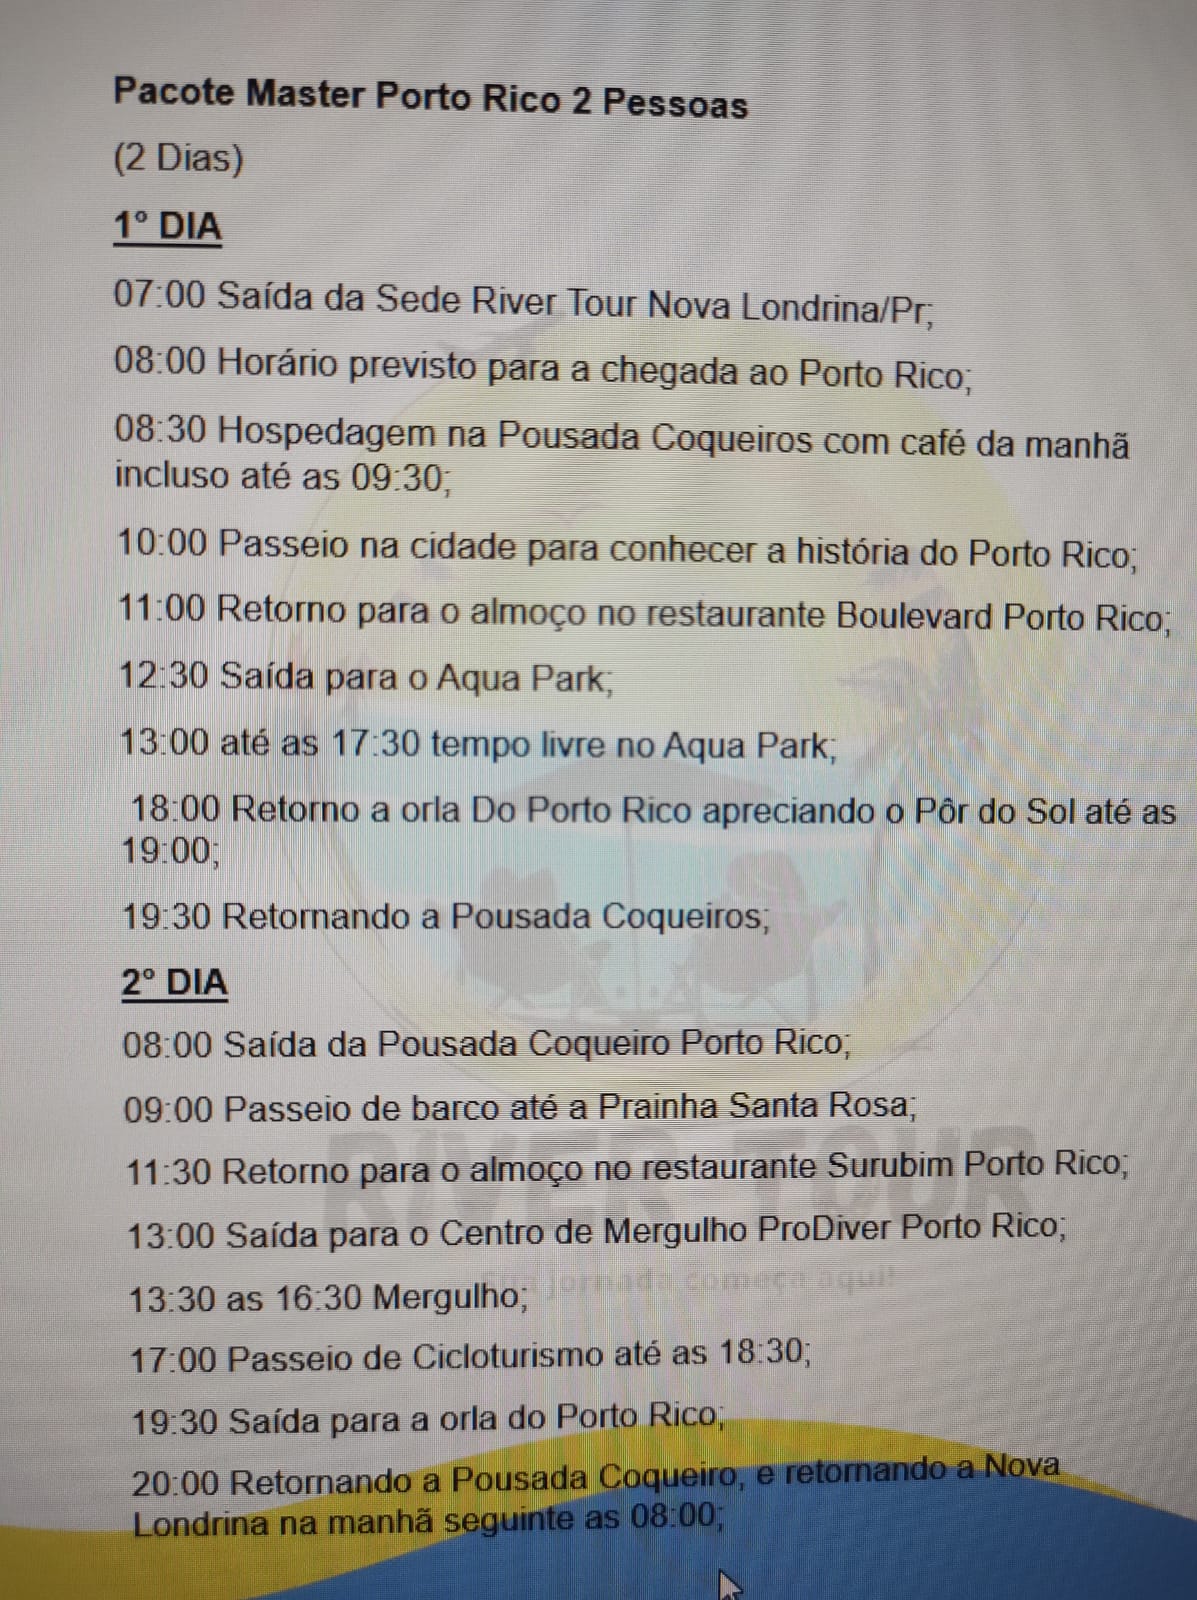 Pacote Master Porto Rico 2 Pessoas
(2 Dias)
1° DIA
07:00 Saída da Sede River Tour Nova Londrina/Pr;
08:00 Horário previsto para a chegada ao Porto Rico;
08:30 Hospedagem na Pousada Coqueiros com café da manhã
incluso até as 09:30;
10:00 Passeio na cidade para conhecer a história do Porto Rico;
11:00 Retorno para o almoço no restaurante Boulevard Porto Rico;
12:30 Saída para o Aqua Park;
13:00 até as 17:30 tempo livre no Aqua Park;
18:00 Retorno a orla Do Porto Rico apreciando o Pôr do Sol até as
19:00;
19:30 Retornando a Pousada Coqueiros;
2° DIA
08:00 Saída da Pousada Coqueiro Porto Rico;
09:00 Passeio de barco até a Prainha Santa Rosa;
RIVER TOUR
11:30 Retorno para o almoço no restaurante Surubim Porto Rico;
13:00 Saída para o Centro de Mergulho ProDiver Porto Rico;
Sua jornada começa aqui!
13:30 as 16:30 Mergulho;
17:00 Passeio de Cicloturismo até as 18:30;
19:30 Saída para a orla do Porto Rico;
20:00 Retornando a Pousada Coqueiro, e retornando a Nova
Londrina na manhã seguinte as 08:00;